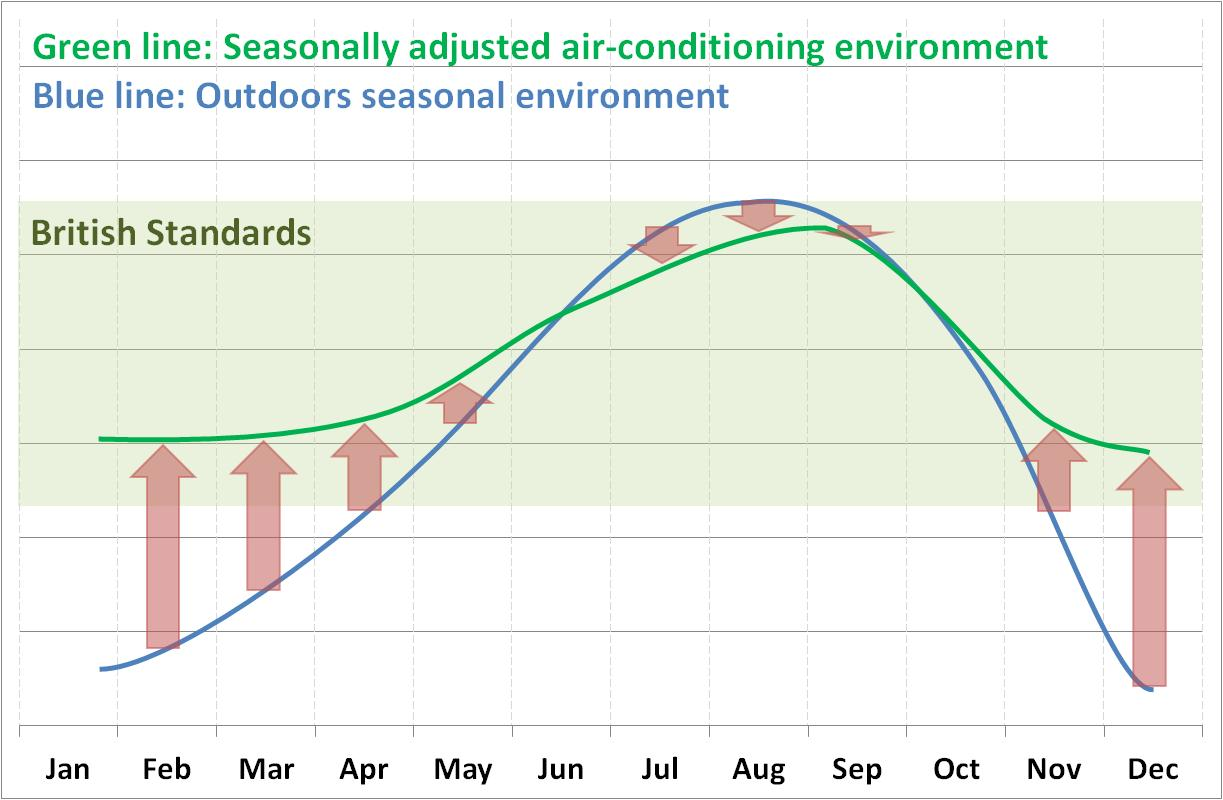 Green line: Seasonally adjusted air-conditioning environment
Blue line: Outdoors seasonal environment
British Standards
Jan Feb Mar Apr May Jun Jul Aug Sep Oct Nov Dec